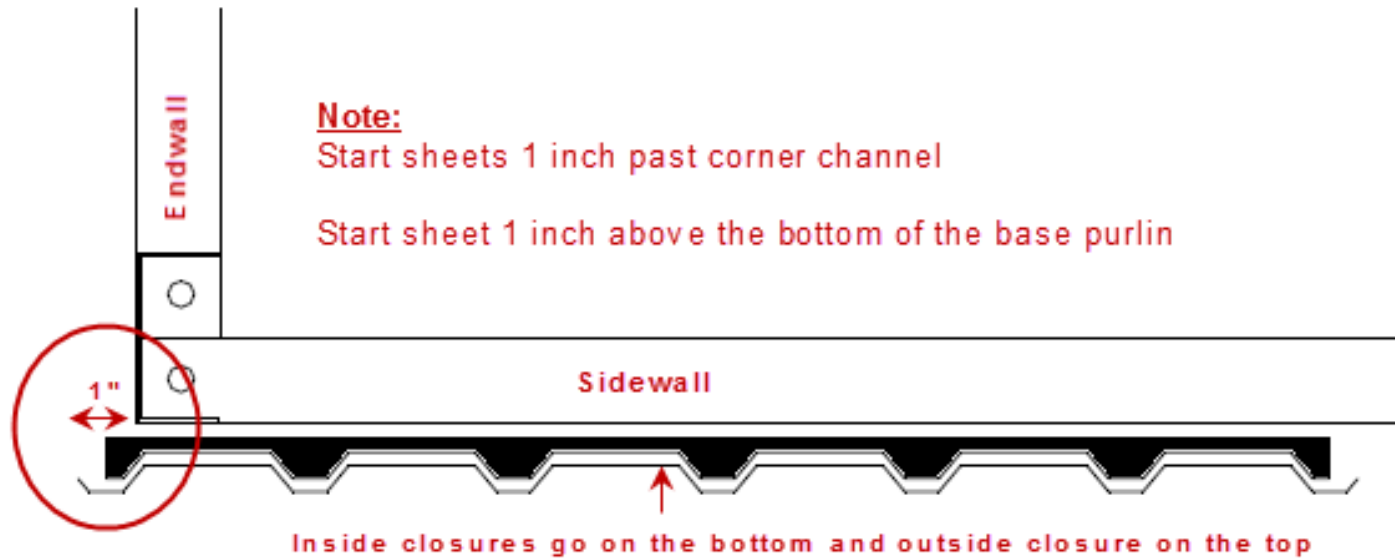 Endwall
Note:
Start sheets 1 inch past corner channel
Start sheet 1 inch above the bottom of the base purlin
1"
Sidewall
Inside closures go on the bottom and outside closure on the top